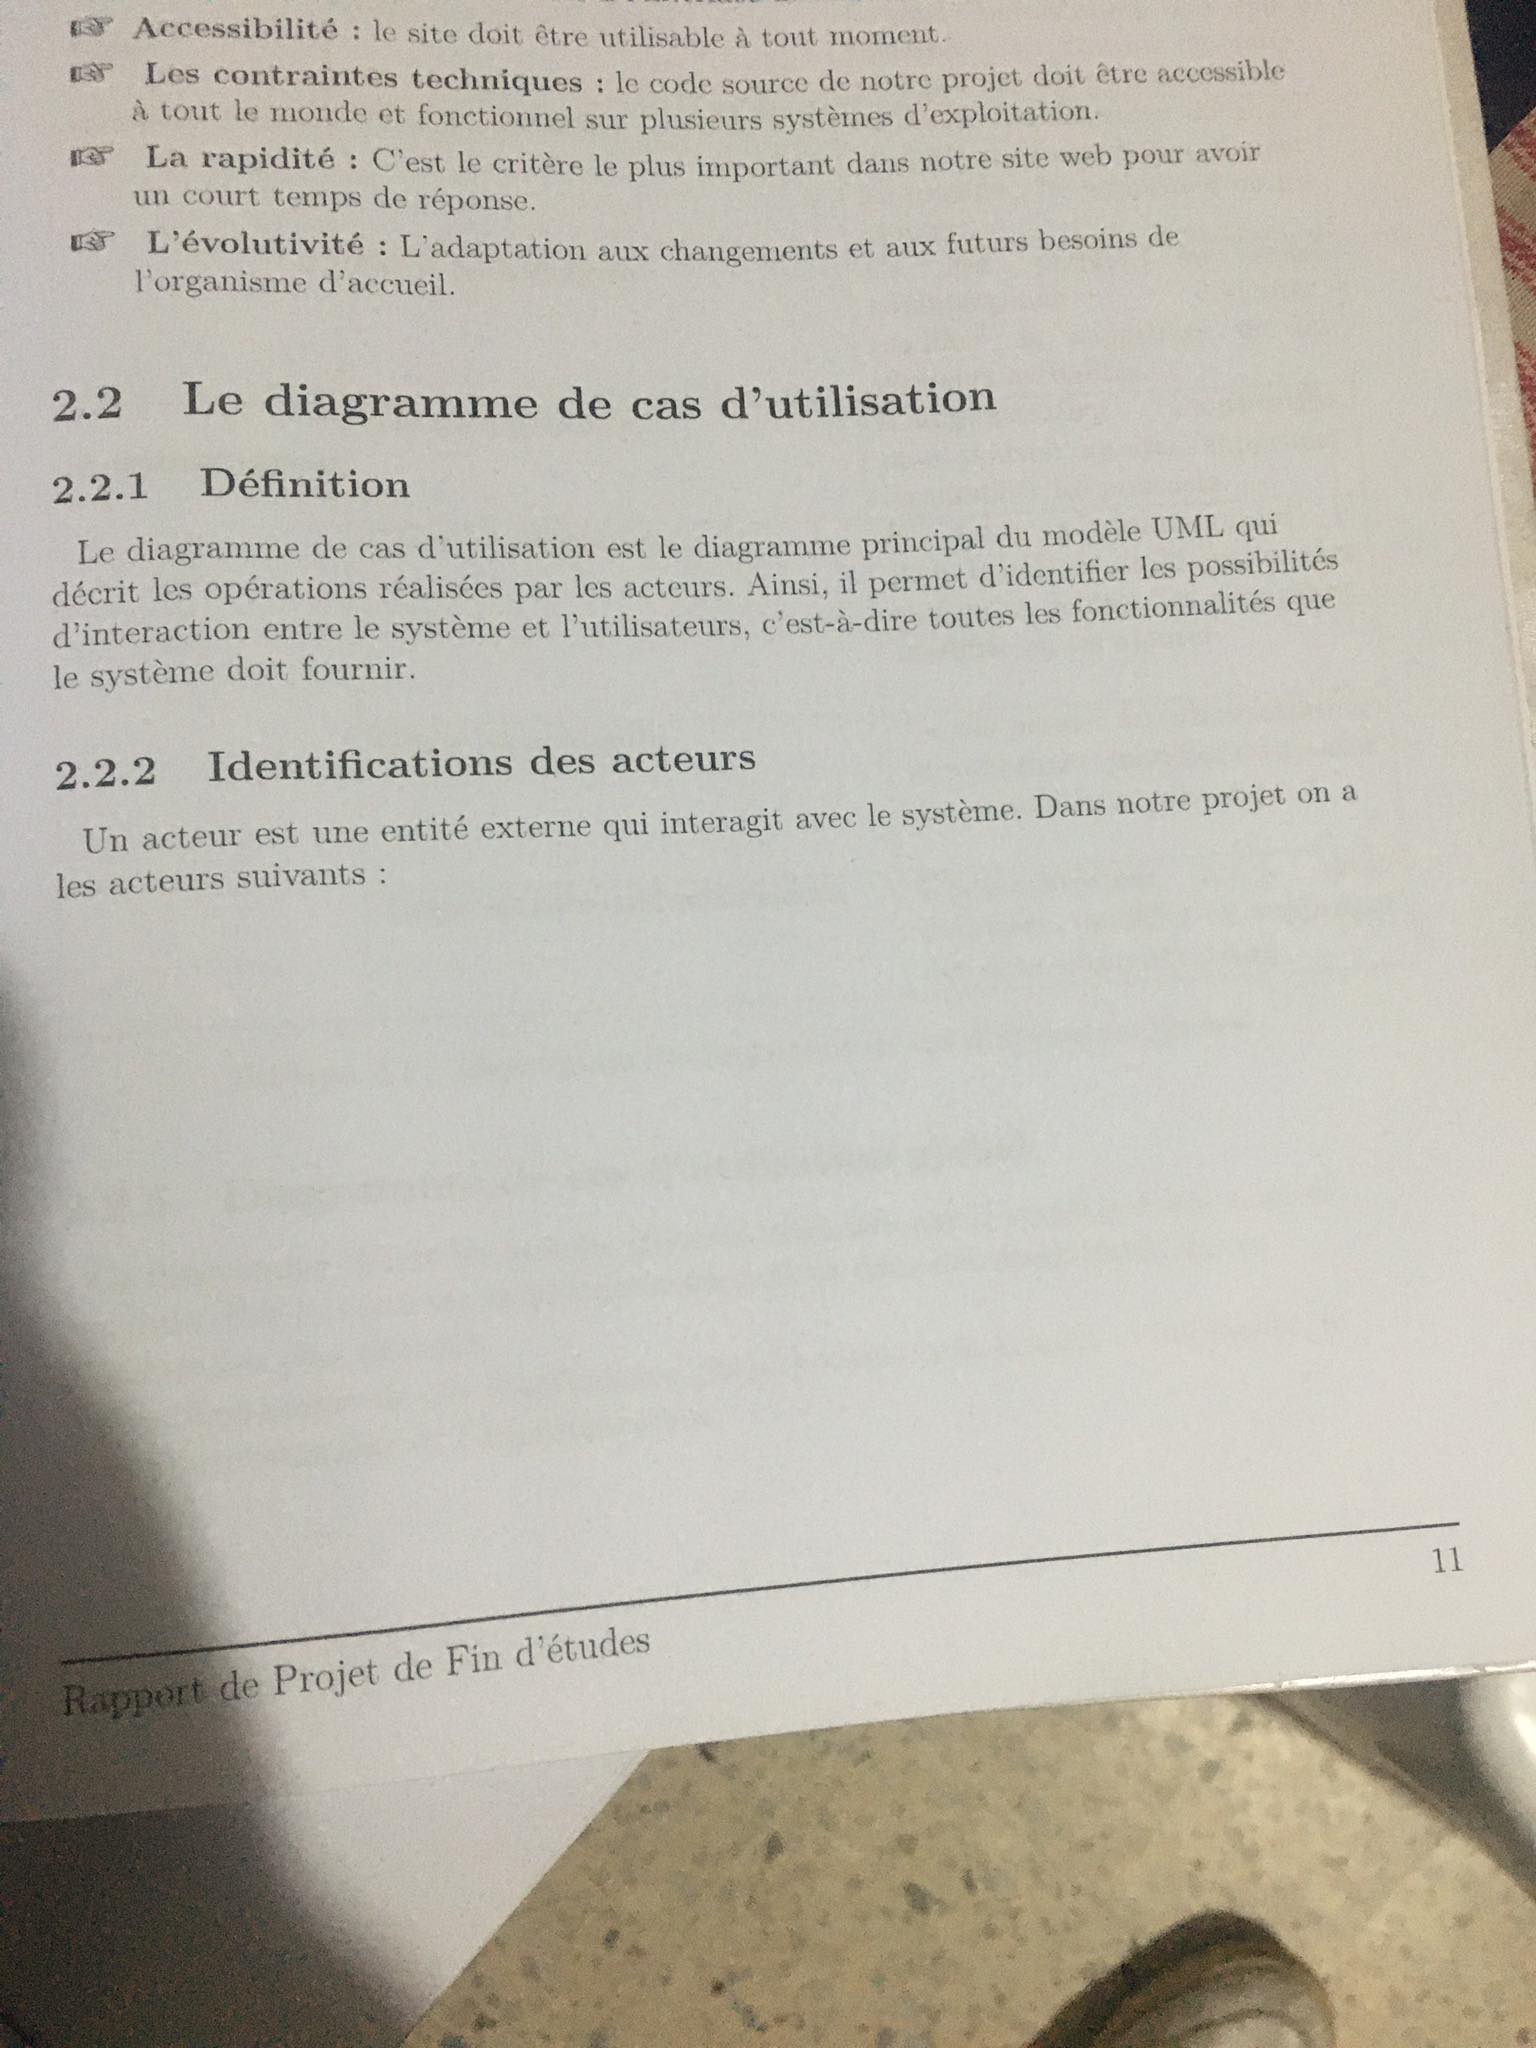 Accessibilité : le site doit être utilisable à tout moment.
Les contraintes techniques : le code source de notre projet doit être accessible
à tout le monde et fonctionnel sur plusieurs systèmes d'exploitation.
La rapidité : C'est le critère le plus important dans notre site web pour avoir
un court temps de réponse.
L'évolutivité : L'adaptation aux changements et aux futurs besoins de
l'organisme d'accueil.
2.2 Le diagramme de cas d'utilisation
2.2.1 Définition
Le diagramme de cas d'utilisation est le diagramme principal du modèle UML qui
décrit les opérations réalisées par les acteurs. Ainsi, il permet d'identifier les possibilités
d'interaction entre le système et l'utilisateurs, c'est-à-dire toutes les fonctionnalités que
le système doit fournir.
2.2.2 Identifications des acteurs
Un acteur est une entité externe qui interagit avec le système. Dans notre projet on a
les acteurs suivants :
11
Rapport de Projet de Fin d'études